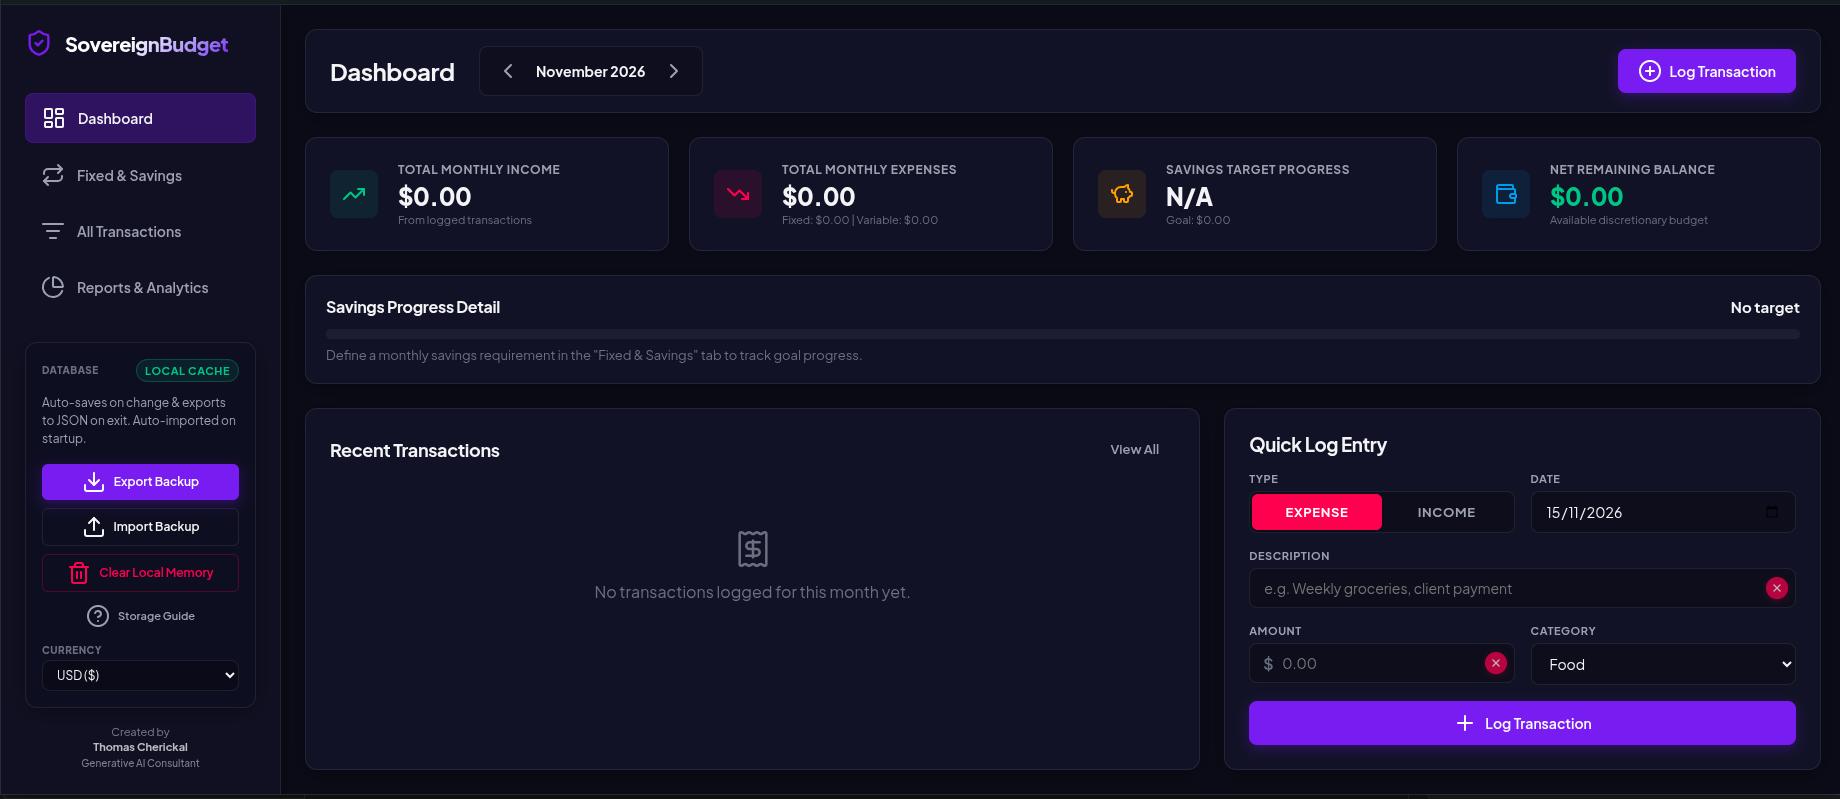 SovereignBudget
Dashboard
Fixed & Savings
All Transactions
Reports & Analytics
DATABASE
LOCAL CACHE
Auto-saves on change & exports
to JSON on exit. Auto-imported on
startup.
Export Backup
Import Backup
Clear Local Memory
Storage Guide
CURRENCY
USD ($)
Created by
Thomas Cherickal
Generative AI Consultant
Dashboard
November 2026
Log Transaction
TOTAL MONTHLY INCOME
$0.00
From logged transactions
TOTAL MONTHLY EXPENSES
$0.00
Fixed: $0.00 | Variable: $0.00
SAVINGS TARGET PROGRESS
N/A
Goal: $0.00
NET REMAINING BALANCE
$0.00
Available discretionary budget
Savings Progress Detail
No target
Define a monthly savings requirement in the "Fixed & Savings" tab to track goal progress.
Recent Transactions
View All
No transactions logged for this month yet.
Quick Log Entry
TYPE
EXPENSE
INCOME
DATE
15/11/2026
DESCRIPTION
e.g. Weekly groceries, client payment
AMOUNT
$ 0.00
CATEGORY
Food
Log Transaction